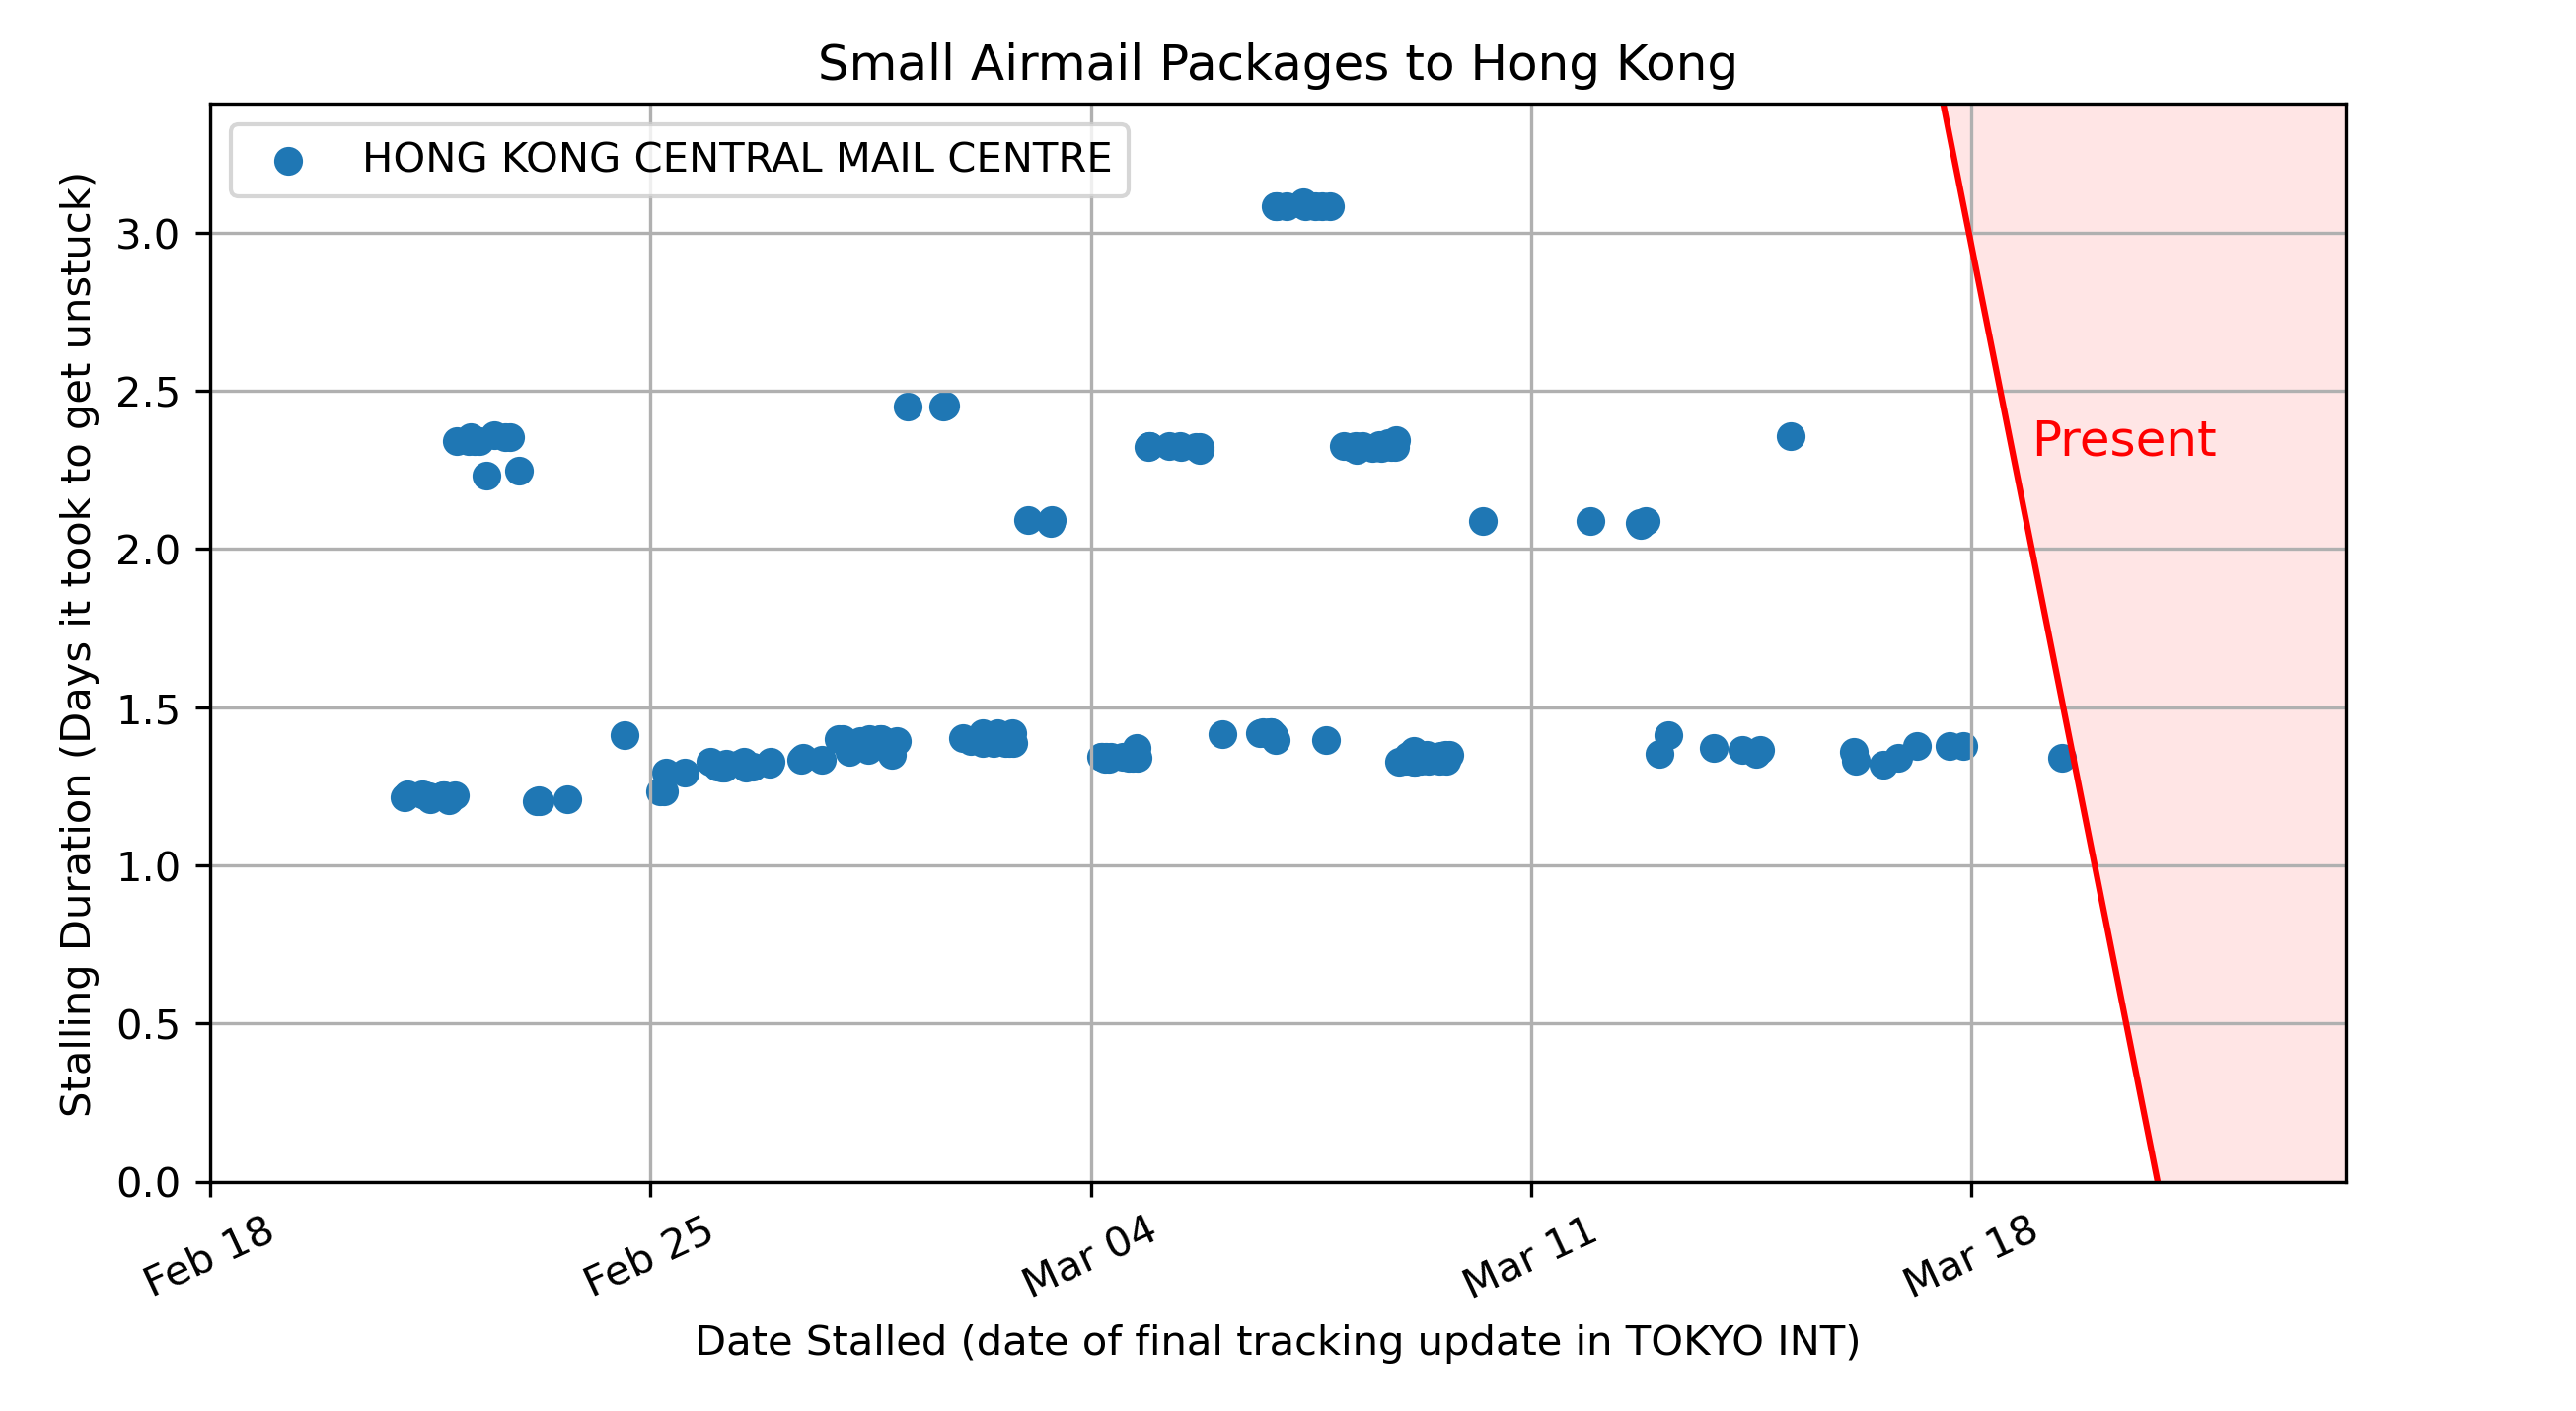 Small Airmail Packages to Hong Kong
HONG KONG CENTRAL MAIL CENTRE
Stalling Duration (Days it took to get unstuck)
3.0
2.5
2.0
1.5
1.0
0.5
0.0
Present
Feb 18
Feb 25
Mar 04
Mar 11
Mar 18
Date Stalled (date of final tracking update in TOKYO INT)